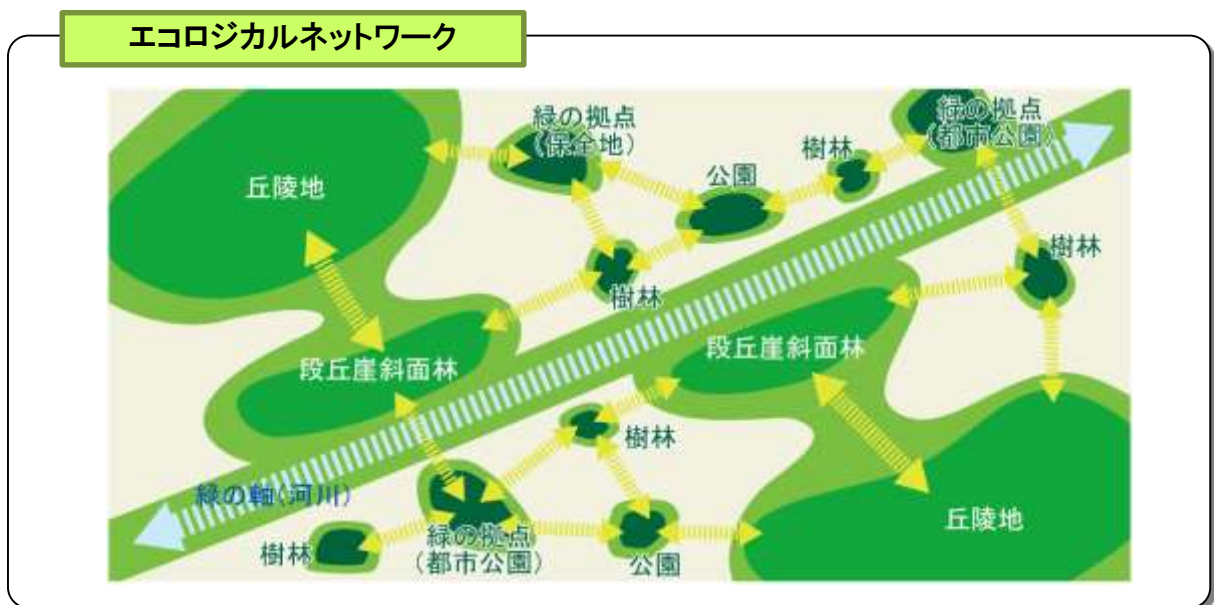 エコロジカルネットワーク
緑の拠点
(保全地)
緑の拠点
(都市公園)
樹林
公園
丘陵地
樹林
樹林
段丘崖斜面林
段丘崖斜面林
樹林
緑の軸(河川)
丘陵地
樹林
緑の拠点
(都市公園)
公園